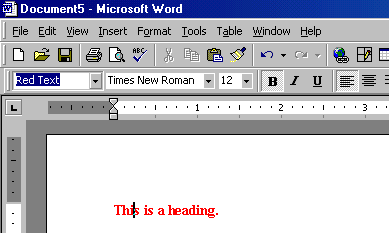 Document5 - Microsoft Word
File Edit View Insert Format Tools Table Window Help
ABC
Red Text Times New Roman 12 B I U
L 1 2 3
This is a heading.